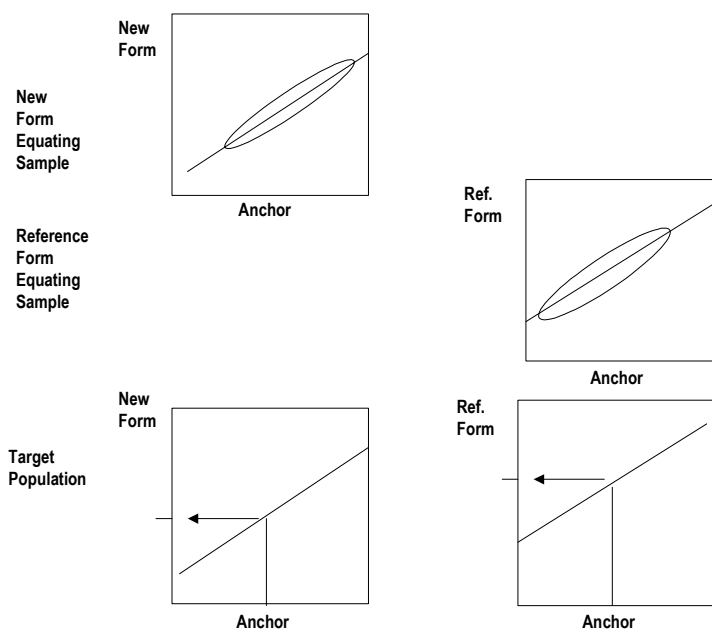 New
Form
New
Form
Equating
Sample
Anchor
Ref.
Form
Reference
Form
Equating
Sample
Anchor
New
Form
Ref.
Form
Target
Population
Anchor
Anchor